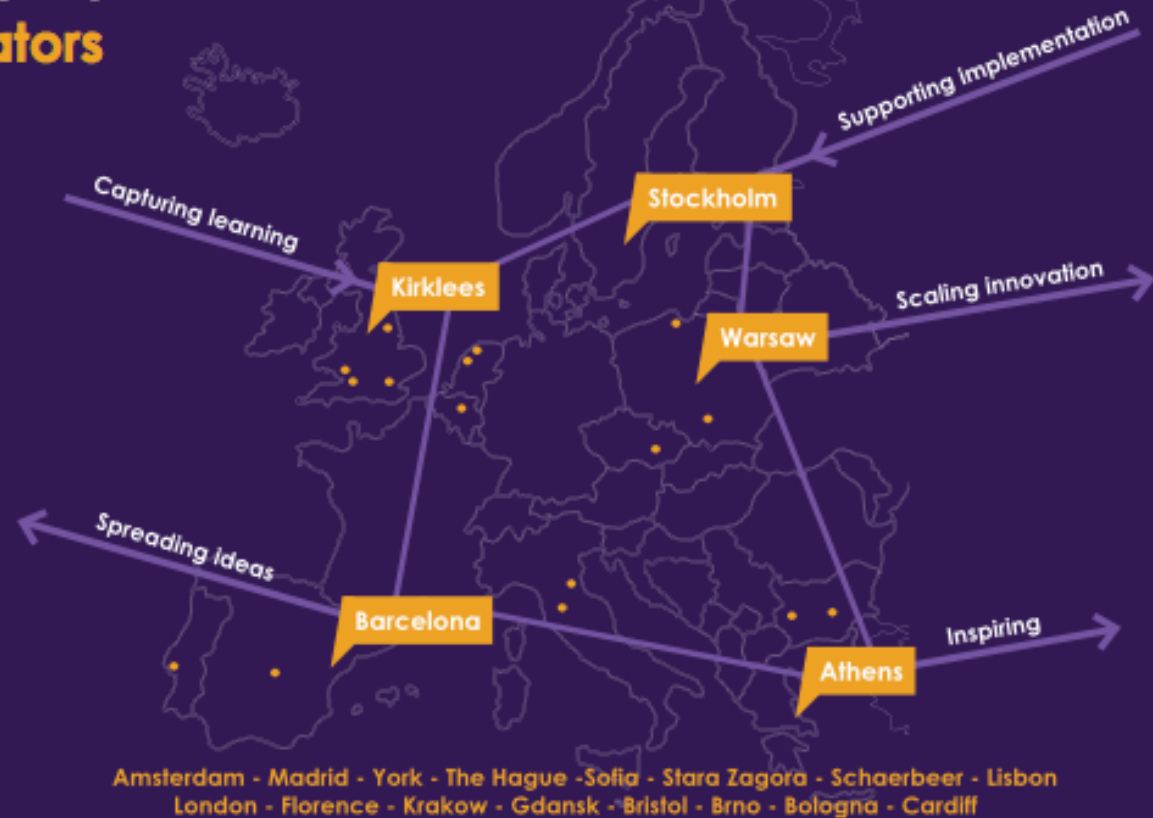 ators
Supporting implementation
Capturing learning
Stockholm
Kirklees
Scaling innovation
Warsaw
Spreading ideas
Barcelona
Inspiring
Athens
Amsterdam - Madrid - York - The Hague -Sofia - Stara Zagora - Schaerbeer - Lisbon
London - Florence - Krakow - Gdansk - Bristol - Brno - Bologna - Cardiff